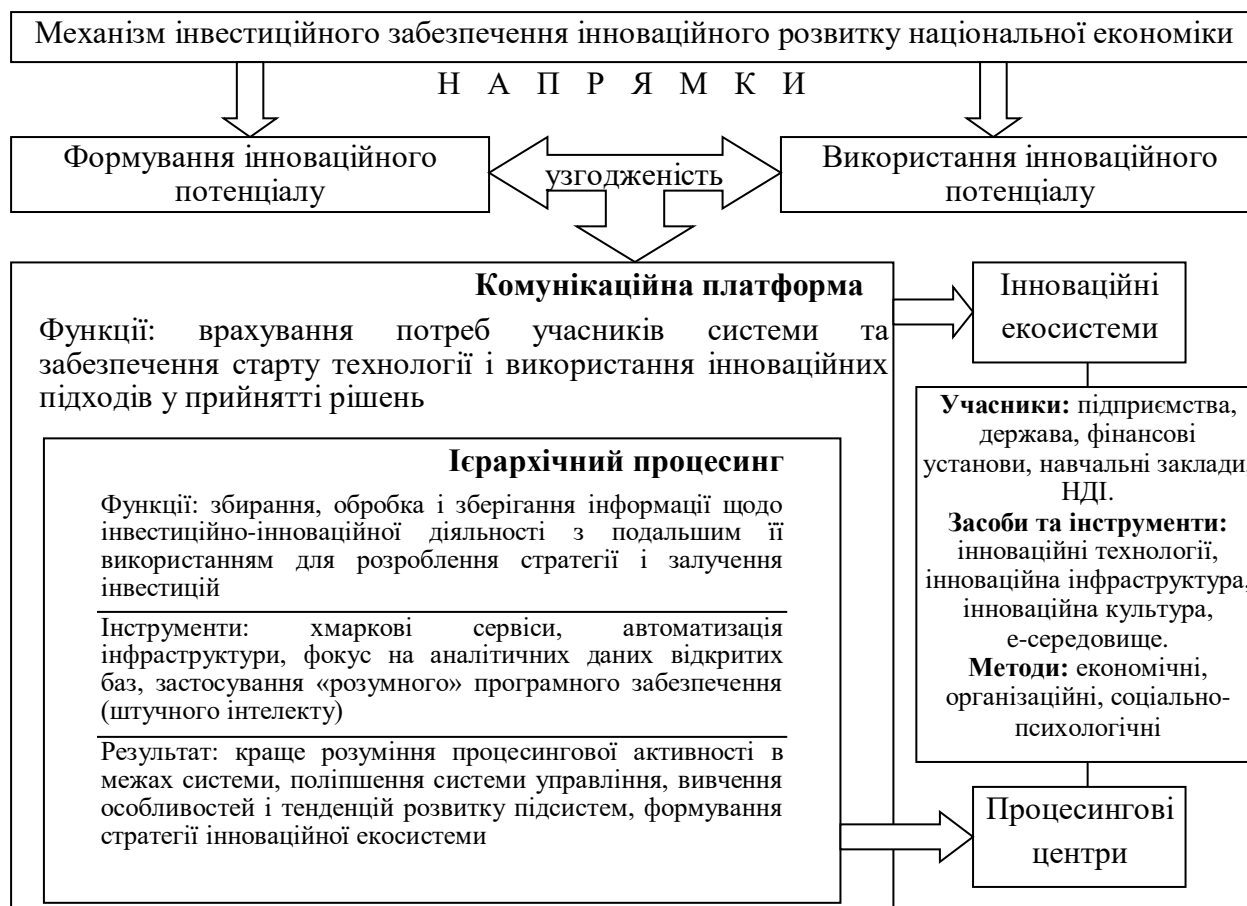 Механізм інвестиційного забезпечення інноваційного розвитку національної економіки
Н А П Р Я М К И
Формування інноваційного
потенціалу
узгодженість
Використання інноваційного
потенціалу
Комунікаційна платформа
Функції: врахування потреб учасників системи та
забезпечення старту технології і використання інноваційних
підходів у прийнятті рішень
Ієрархічний процесинг
Функції: збирання, обробка і зберігання інформації щодо
інвестиційно-інноваційної діяльності з подальшим її
використанням для розроблення стратегії і залучення
інвестицій
Інструменти: хмаркові сервіси, автоматизація
інфраструктури, фокус на аналітичних даних відкритих
баз, застосування «розумного» програмного забезпечення
(штучного інтелекту)
Результат: краще розуміння процесингової активності в
межах системи, поліпшення системи управління, вивчення
особливостей і тенденцій розвитку підсистем, формування
стратегії інноваційної екосистеми
Інноваційні
екосистеми
Учасники: підприємства,
держава, фінансові
установи, навчальні заклади,
НДІ.
Засоби та інструменти:
інноваційні технології,
інноваційна інфраструктура,
інноваційна культура,
е-середовище.
Методи: економічні,
організаційні, соціально-
психологічні
Процесингові
центри